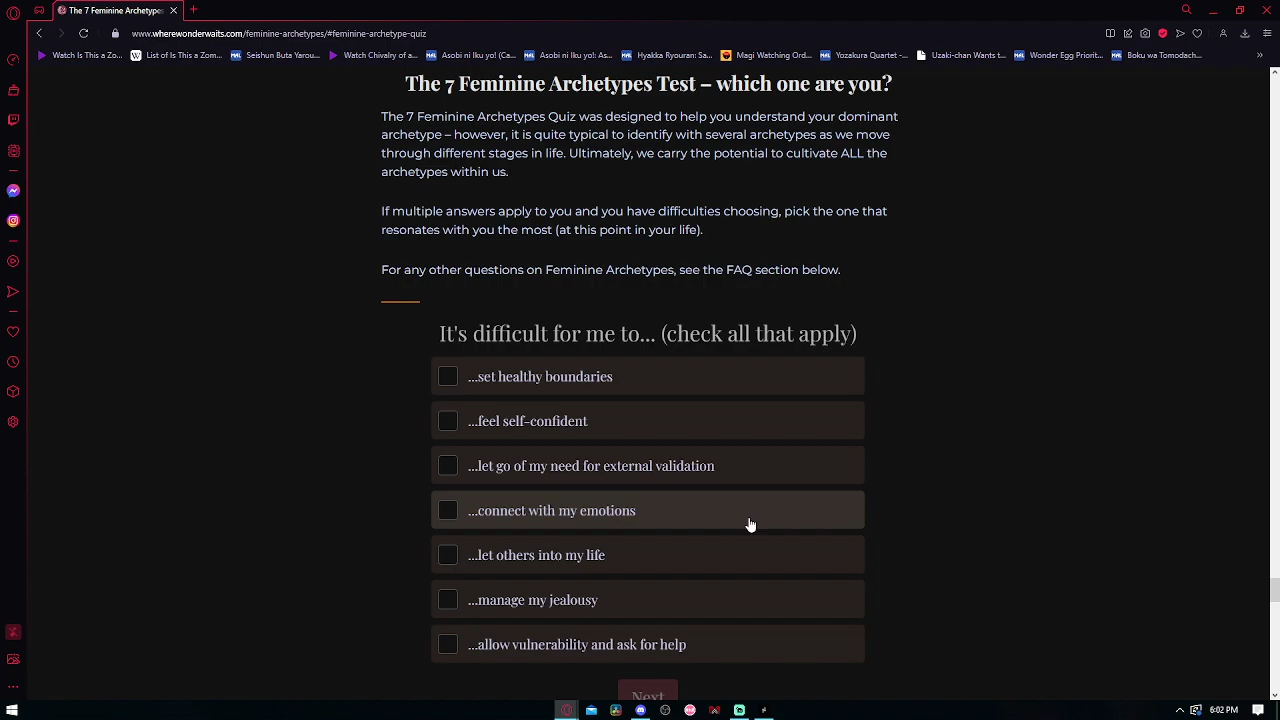 The 7 Feminine Archetypes
www.wherewonderwaits.com/feminine-archetypes/#feminine-archetype-quiz
Watch Is This a Zo...
List of Is This a Zomb...
Seishun Buta Yarou...
Watch Chivalry of a...
Asobi ni Iku yo! (Ca...
Asobi ni Iku yo!: As...
Hyakka Ryouran: Sa...
Magi Watching Ord...
Yozakura Quartet -...
Uzaki-chan Wants t...
Wonder Egg Priorit...
Boku wa Tomodach...
The 7 Feminine Archetypes Test – which one are you?
The 7 Feminine Archetypes Quiz was designed to help you understand your dominant
archetype – however, it is quite typical to identify with several archetypes as we move
through different stages in life. Ultimately, we carry the potential to cultivate ALL the
archetypes within us.
If multiple answers apply to you and you have difficulties choosing, pick the one that
resonates with you the most (at this point in your life).
For any other questions on Feminine Archetypes, see the FAQ section below.
It's difficult for me to... (check all that apply)
...set healthy boundaries
...feel self-confident
...let go of my need for external validation
...connect with my emotions
...let others into my life
...manage my jealousy
...allow vulnerability and ask for help
Next
6:02 PM